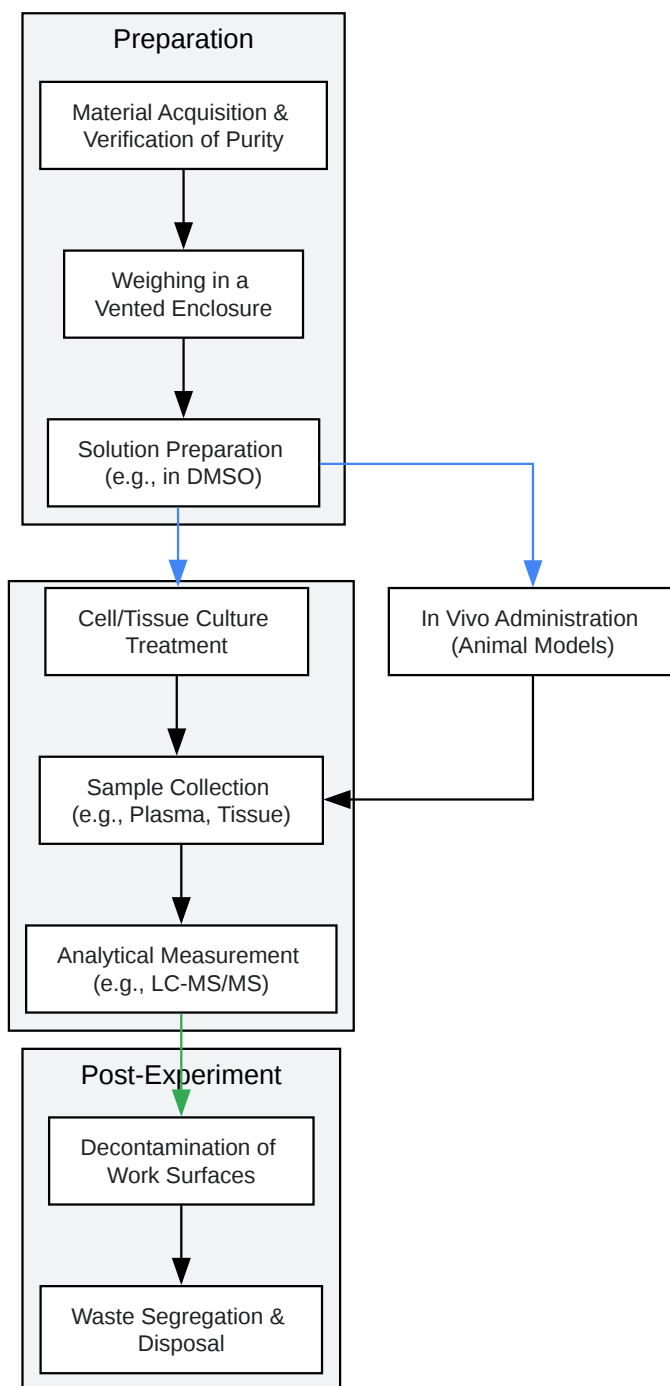 Preparation
Material Acquisition &
Verification of Purity
Weighing in a
Vented Enclosure
Solution Preparation
(e.g., in DMSO)
Cell/Tissue Culture
Treatment
In Vivo Administration
(Animal Models)
Sample Collection
(e.g., Plasma, Tissue)
Analytical Measurement
(e.g., LC-MS/MS)
Post-Experiment
Decontamination of
Work Surfaces
Waste Segregation &
Disposal